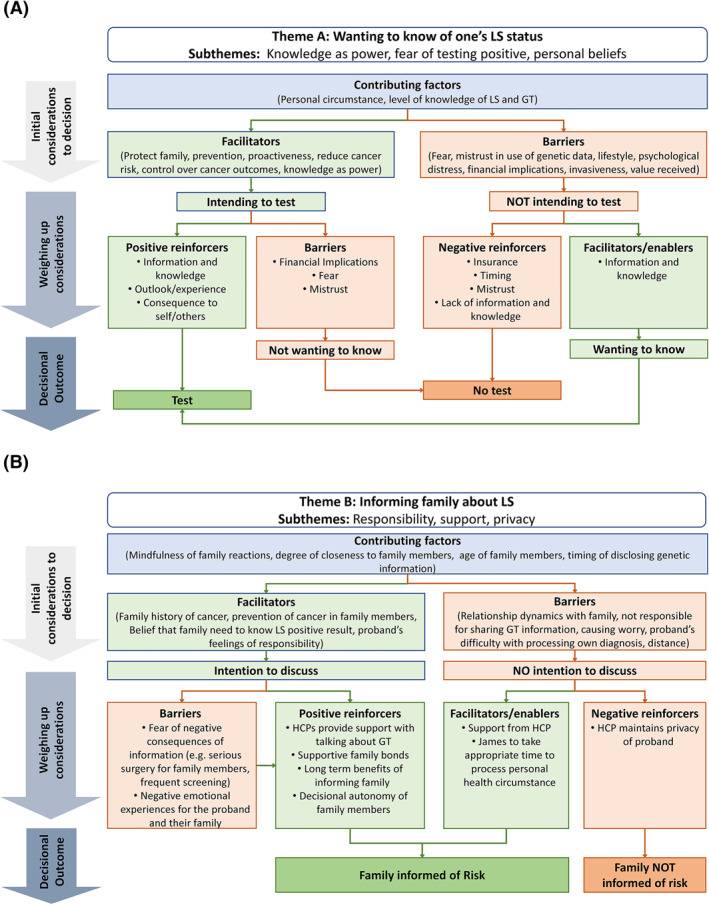 (A)
Theme A: Wanting to know of one's LS status
Subthemes: Knowledge as power, fear of testing positive, personal beliefs
Initial
considerations
to decision
Contributing factors
(Personal circumstance, level of knowledge of LS and GT)
Facilitators
(Protect family, prevention, proactiveness, reduce cancer
risk, control over cancer outcomes, knowledge as power)
Barriers
(Fear, mistrust in use of genetic data, lifestyle, psychological
distress, financial implications, invasiveness, value received)
Intending to test
NOT intending to test
Weighing up
considerations
Positive reinforcers
• Information and
knowledge
• Outlook/experience
• Consequence to
self/others
Barriers
• Financial Implications
• Fear
• Mistrust
Negative reinforcers
• Insurance
• Timing
• Mistrust
• Lack of information and
knowledge
Facilitators/enablers
• Information and
knowledge
Not wanting to know
Wanting to know
Decisional
Outcome
Test
No test
(B)
Theme B: Informing family about LS
Subthemes: Responsibility, support, privacy
Initial
considerations to
decision
Contributing factors
(Mindfulness of family reactions, degree of closeness to family members, age of family members, timing of disclosing genetic
information)
Facilitators
(Family history of cancer, prevention of cancer in family members,
Belief that family need to know LS positive result, proband's
feelings of responsibility)
Barriers
(Relationship dynamics with family, not responsible
for sharing GT information, causing worry, proband's
difficulty with processing own diagnosis, distance)
Intention to discuss
NO intention to discuss
Weighing up
considerations
Barriers
• Fear of negative
consequences of
information (e.g. serious
surgery for family members,
frequent screening)
• Negative emotional
experiences for the proband
and their family
Positive reinforcers
• HCPs provide support with
talking about GT
• Supportive family bonds
• Long term benefits of
informing family
• Decisional autonomy of
family members
Facilitators/enablers
• Support from HCP
• James to take
appropriate time to
process personal
health circumstance
Negative reinforcers
• HCP maintains privacy
of proband
Decisional
Outcome
Family informed of Risk
Family NOT
informed of risk